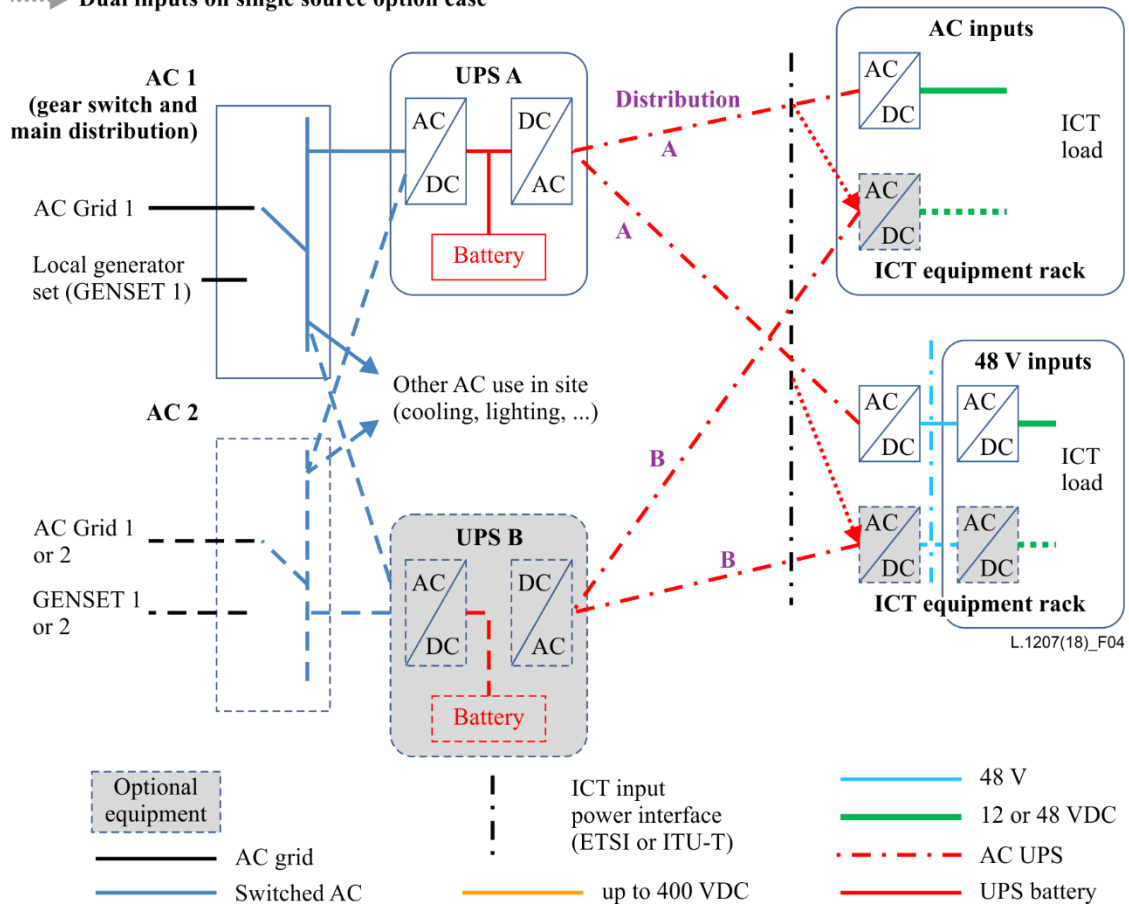 Dual inputs on single source option case
AC 1
(gear switch and
main distribution)
AC Grid 1
Local generator
set (GENSET 1)
AC 2
AC Grid 1
or 2
GENSET 1
or 2
UPS A
AC
DC
DC
AC
Battery
Other AC use in site
(cooling, lighting, ...)
UPS B
AC
DC
DC
AC
Battery
Distribution
A
A
B
B
AC inputs
AC
DC
ICT
load
AC
DC
ICT equipment rack
48 V inputs
AC
DC
AC
DC
ICT
load
AC
DC
AC
DC
ICT equipment rack
L.1207(18)_F04
Optional
equipment
AC grid
Switched AC
ICT input
power interface
(ETSI or ITU-T)
up to 400 VDC
48 V
12 or 48 VDC
AC UPS
UPS battery